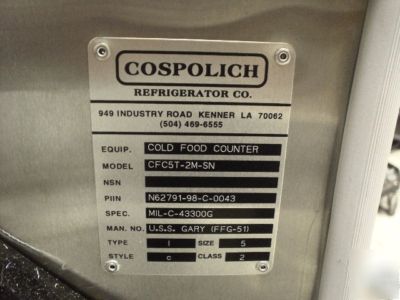 COSPOLICH
REFRIGERATOR CO.
949 INDUSTRY ROAD KENNER LA 70062
(504) 469-6555
EQUIP. COLD FOOD COUNTER
MODEL CFC5T-2M-SN
NSN
PIIN N62791-98-C-0043
SPEC. MIL-C-43300G
MAN. NO. U.S.S. GARY (FFG-51)
TYPE I SIZE 5
STYLE c CLASS 2